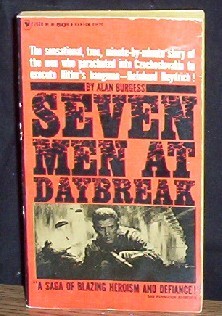 The sensational, true, minute-by-minute story of
the men who parachuted into Czechoslovakia to
execute Hitler's hangman—Reinhard Heydrich!
BY ALAN BURGESS
SEVEN
MEN AT
DAYBREAK
"A SAGA OF BLAZING HEROISM AND DEFIANCE!"